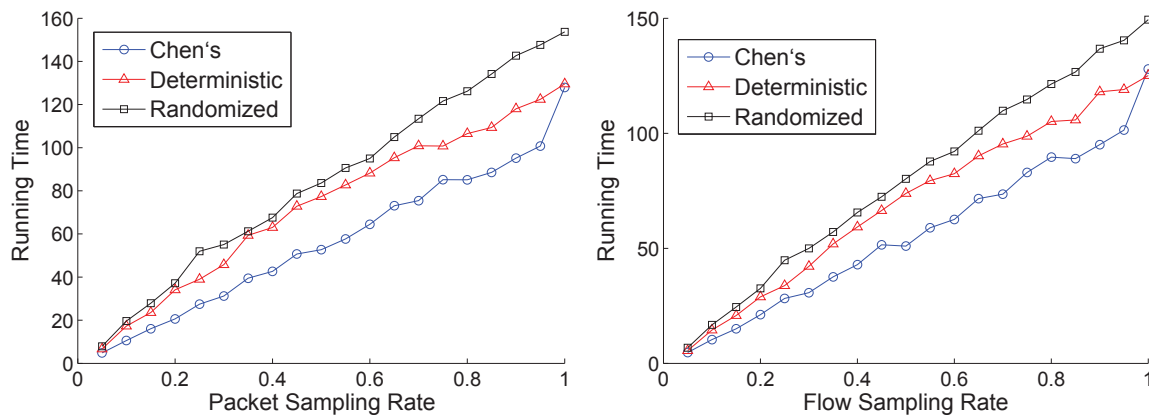 160
140
120
100
80
60
40
20
0
Running Time
Chen's
Deterministic
Randomized
0 0.2 0.4 0.6 0.8 1
Packet Sampling Rate
150
100
50
0
Running Time
Chen's
Deterministic
Randomized
0 0.2 0.4 0.6 0.8 1
Flow Sampling Rate